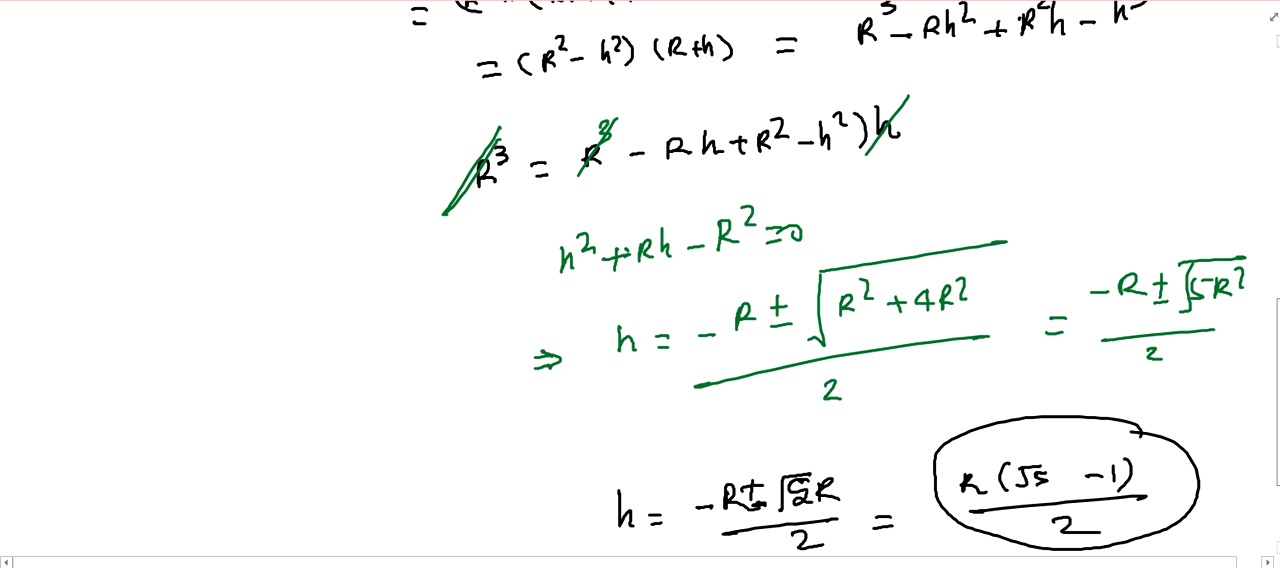 =
= (R² - h²) (R+h) = R³ - Rh² + R²h - h³
R³ = R³ - Rh + R² - h²) h
h² + Rh - R² = 0
⇒ h = - R ± √(R² + 4R²) / 2 = -R ± √(5R²) / 2
h = -R ± √5 R / 2 = R (√5 - 1) / 2